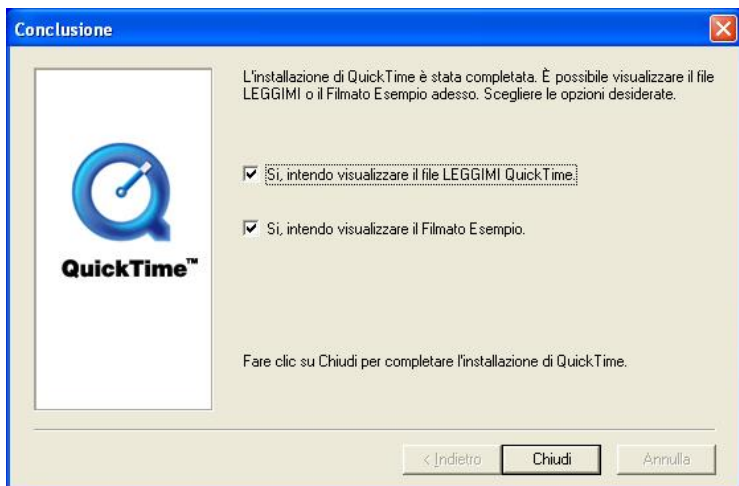 Conclusione
L'installazione di QuickTime è stata completata. È possibile visualizzare il file
LEGGIMI o il Filmato Esempio adesso. Scegliere le opzioni desiderate.
Si, intendo visualizzare il file LEGGIMI QuickTime.
Si, intendo visualizzare il Filmato Esempio.
QuickTime™
Fare clic su Chiudi per completare l'installazione di QuickTime.
< Indietro
Chiudi
Annulla